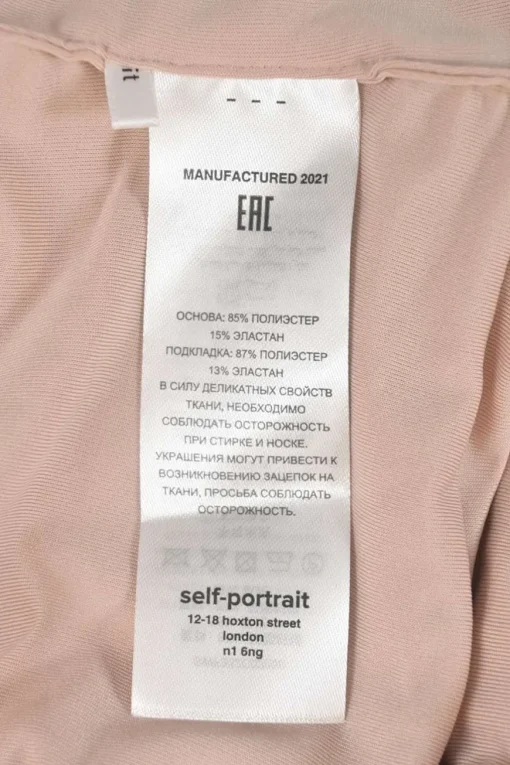 it
- - -
MANUFACTURED 2021
EAC
ОСНОВА: 85% ПОЛИЭСТЕР
15% ЭЛАСТАН
ПОДКЛАДКА: 87% ПОЛИЭСТЕР
13% ЭЛАСТАН
В СИЛУ ДЕЛИКАТНЫХ СВОЙСТВ
ТКАНИ, НЕОБХОДИМО
СОБЛЮДАТЬ ОСТОРОЖНОСТЬ
ПРИ СТИРКЕ И НОСКЕ.
УКРАШЕНИЯ МОГУТ ПРИВЕСТИ К
ВОЗНИКНОВЕНИЮ ЗАЦЕПОК НА
ТКАНИ, ПРОСЬБА СОБЛЮДАТЬ
ОСТОРОЖНОСТЬ.
self-portrait
12-18 hoxton street
london
n1 6ng